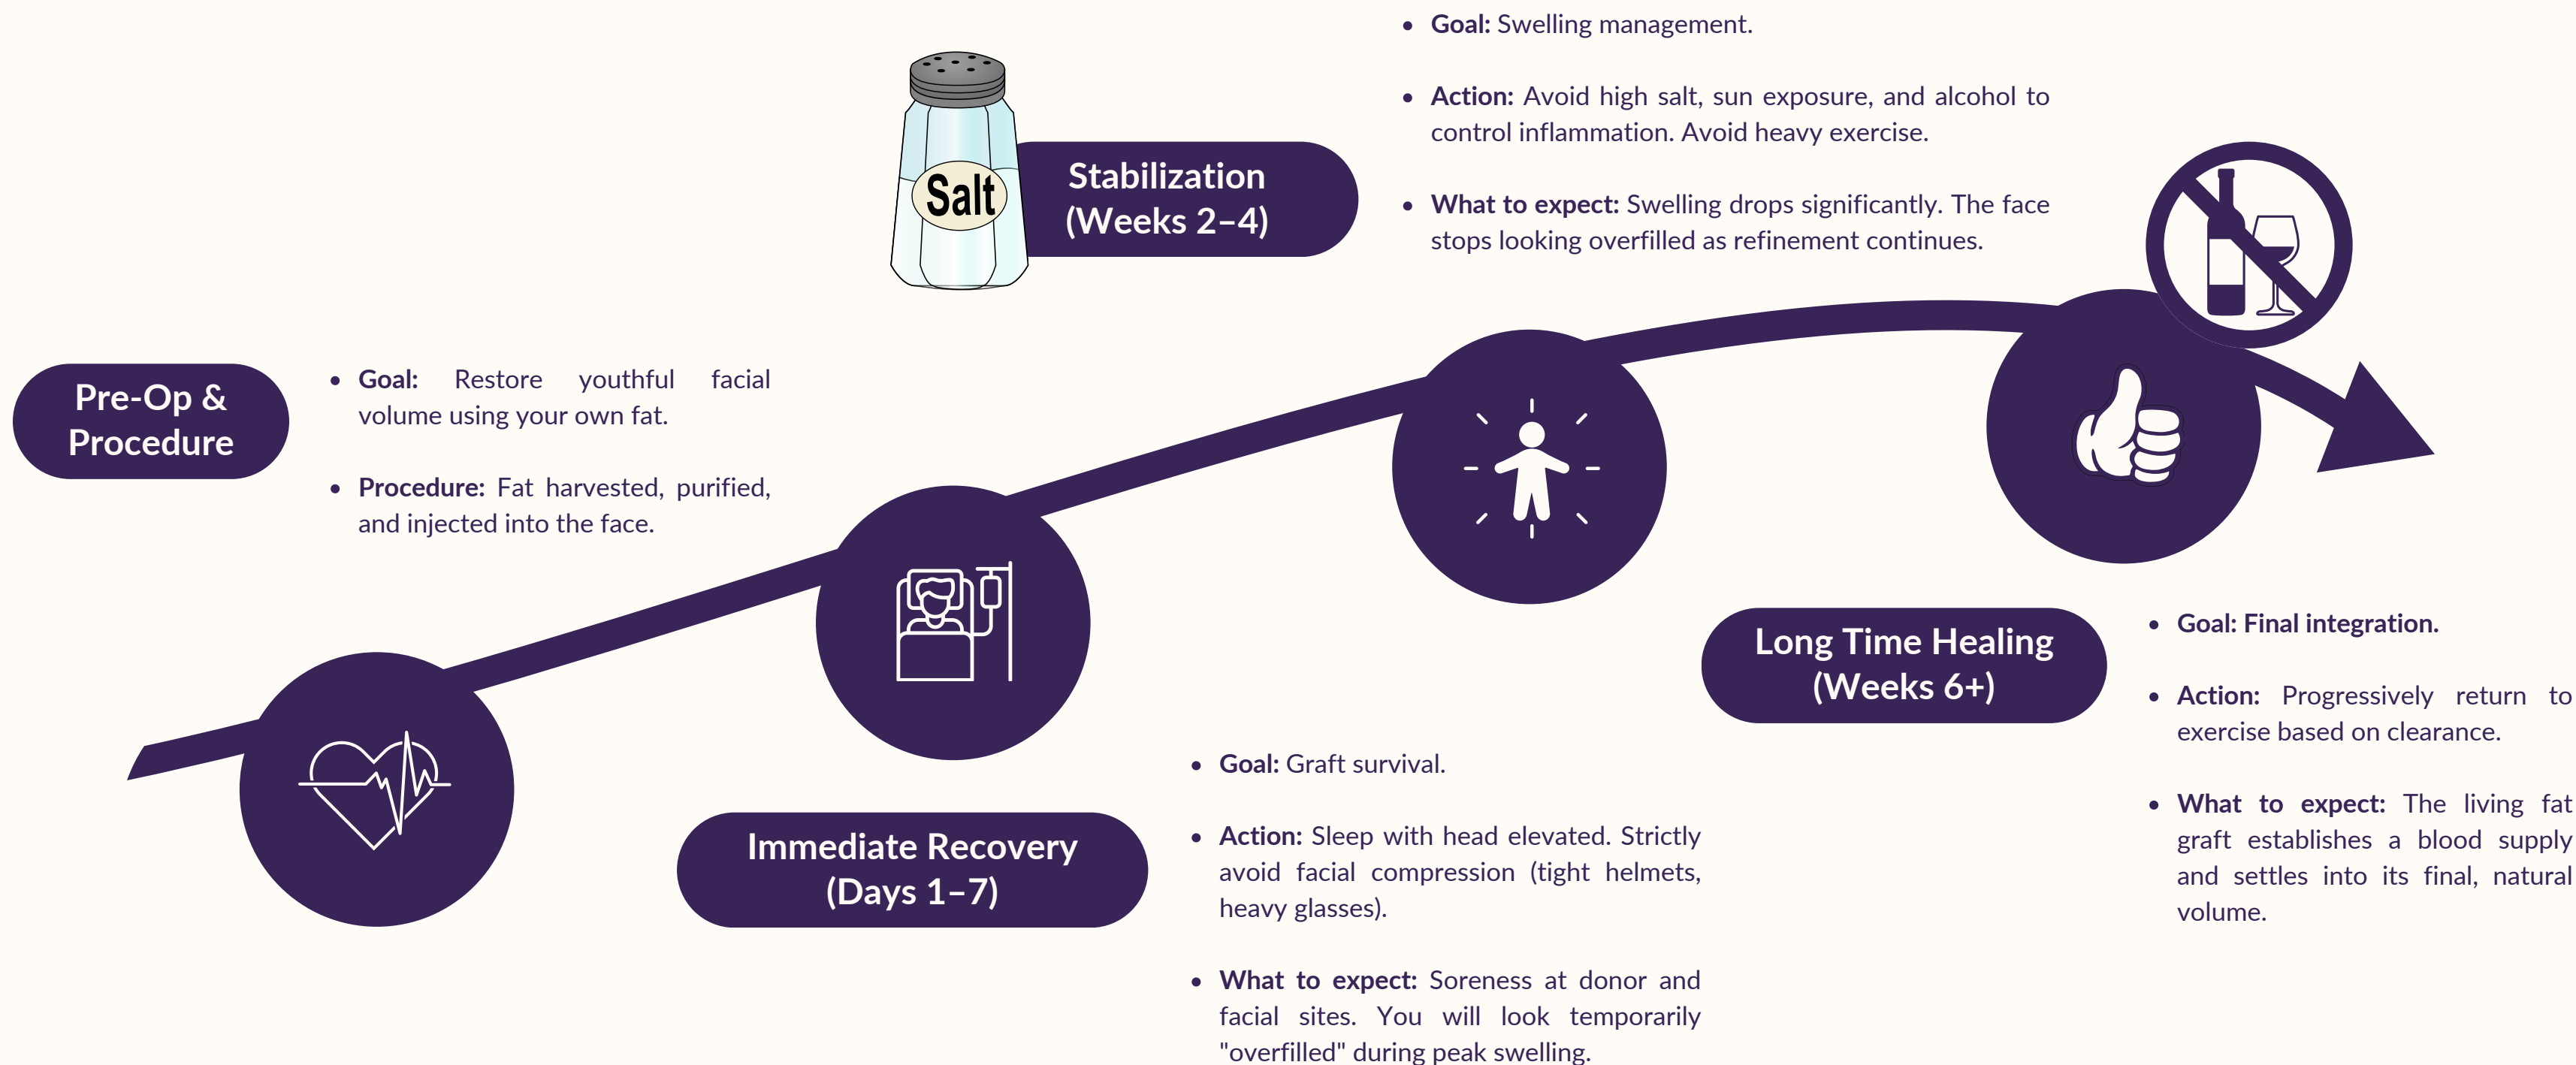 Pre-Op &
Procedure
• Goal: Restore youthful facial
volume using your own fat.
• Procedure: Fat harvested, purified,
and injected into the face.
Immediate Recovery
(Days 1–7)
• Goal: Graft survival.
• Action: Sleep with head elevated. Strictly
avoid facial compression (tight helmets,
heavy glasses).
• What to expect: Soreness at donor and
facial sites. You will look temporarily
"overfilled" during peak swelling.
Salt
Stabilization
(Weeks 2–4)
• Goal: Swelling management.
• Action: Avoid high salt, sun exposure, and alcohol to
control inflammation. Avoid heavy exercise.
• What to expect: Swelling drops significantly. The face
stops looking overfilled as refinement continues.
Long Time Healing
(Weeks 6+)
• Goal: Final integration.
• Action: Progressively return to
exercise based on clearance.
• What to expect: The living fat
graft establishes a blood supply
and settles into its final, natural
volume.